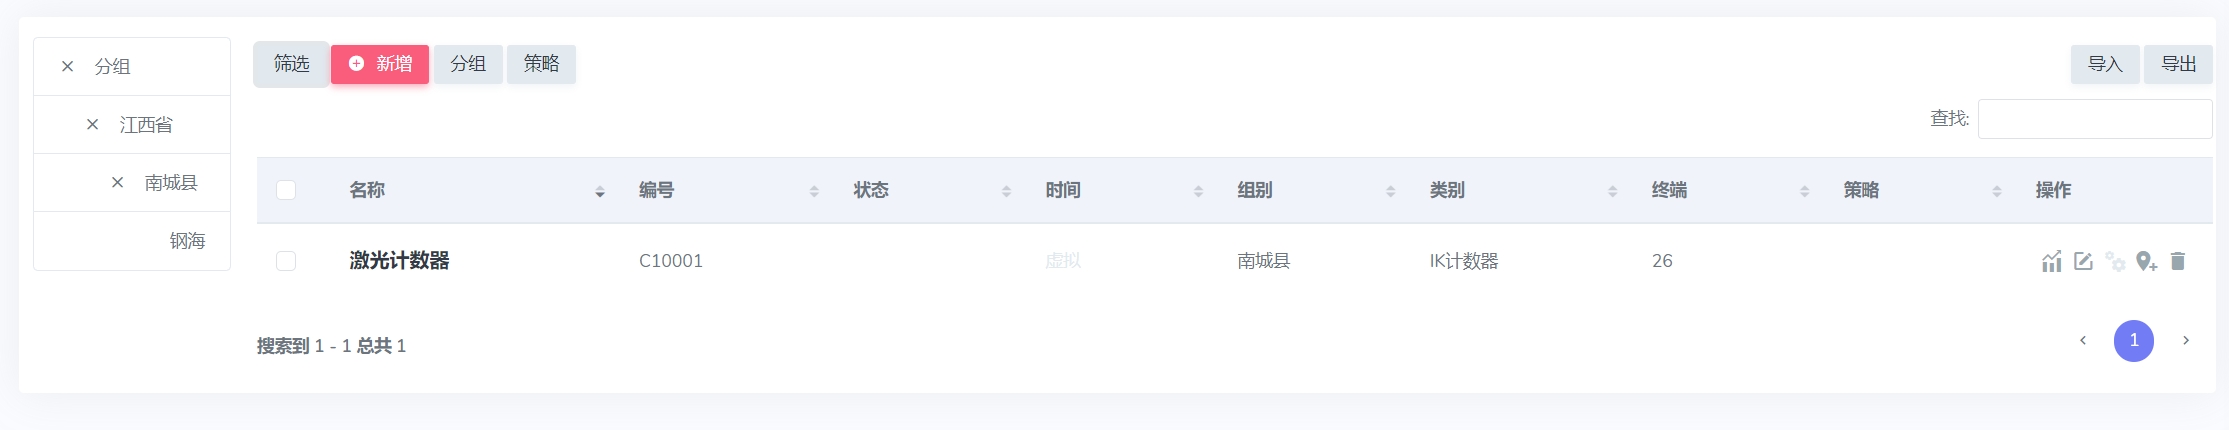 分组
江西省
南城县
钢海
筛选 新增 分组 策略 导入 导出
查找:
名称 编号 状态 时间 组别 类别 终端 策略 操作
激光计数器 C10001 虚拟 南城县 IK计数器 26
搜索到 1 - 1 总共 1
‹ 1 ›